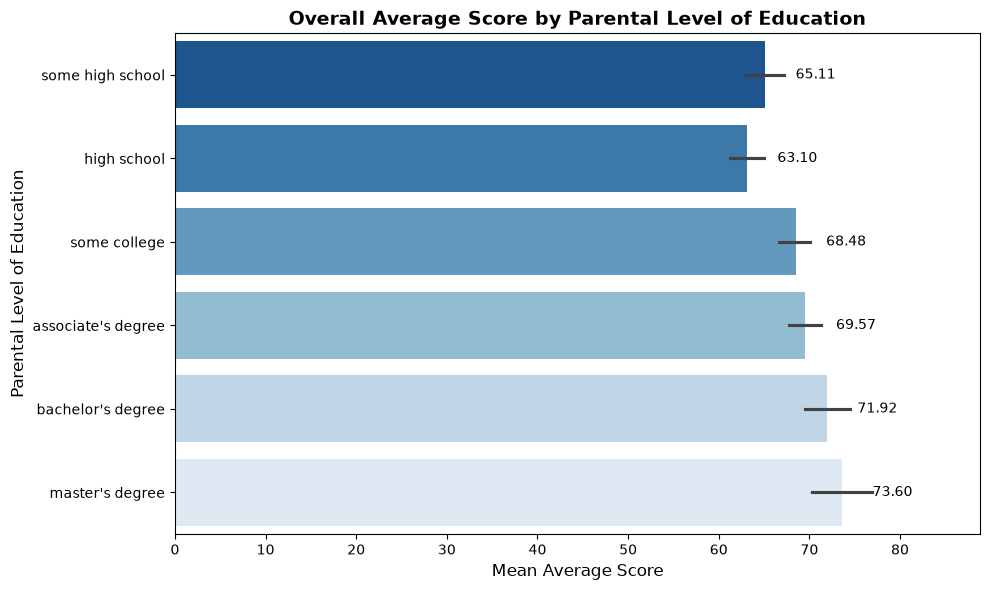 Overall Average Score by Parental Level of Education
Parental Level of Education
some high school
65.11
high school
63.10
some college
68.48
associate's degree
69.57
bachelor's degree
71.92
master's degree
73.60
0 10 20 30 40 50 60 70 80
Mean Average Score